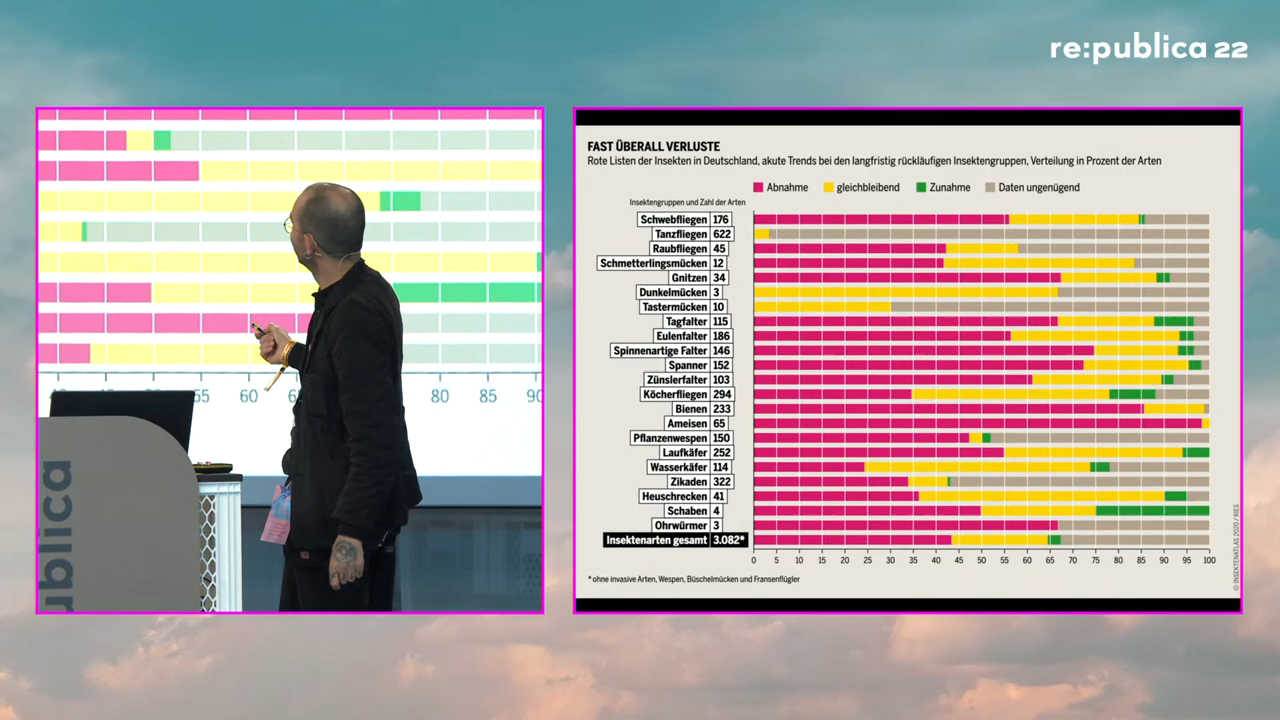 re:publica 22
55
60
65
80
85
90
ublica
FAST ÜBERALL VERLUSTE
Rote Listen der Insekten in Deutschland, akute Trends bei den langfristig rückläufigen Insektengruppen, Verteilung in Prozent der Arten
Abnahme gleichbleibend Zunahme Daten ungenügend
Insektengruppen und Zahl der Arten
Schwebfliegen 176
Tanzfliegen 622
Raubfliegen 45
Schmetterlingsmücken 12
Gnitzen 34
Dunkelmücken 3
Tastermücken 10
Tagfalter 115
Eulenfalter 186
Spinnenartige Falter 146
Spanner 152
Zünslerfalter 103
Köcherfliegen 294
Bienen 233
Ameisen 65
Pflanzenwespen 150
Laufkäfer 252
Wasserkäfer 114
Zikaden 322
Heuschrecken 41
Schaben 4
Ohrwürmer 3
Insektenarten gesamt 3.082*
0 5 10 15 20 25 30 35 40 45 50 55 60 65 70 75 80 85 90 95 100
* ohne invasive Arten, Wespen, Büschelmücken und Fransenflügler
© INSEKTENATLAS 2020 / RIES